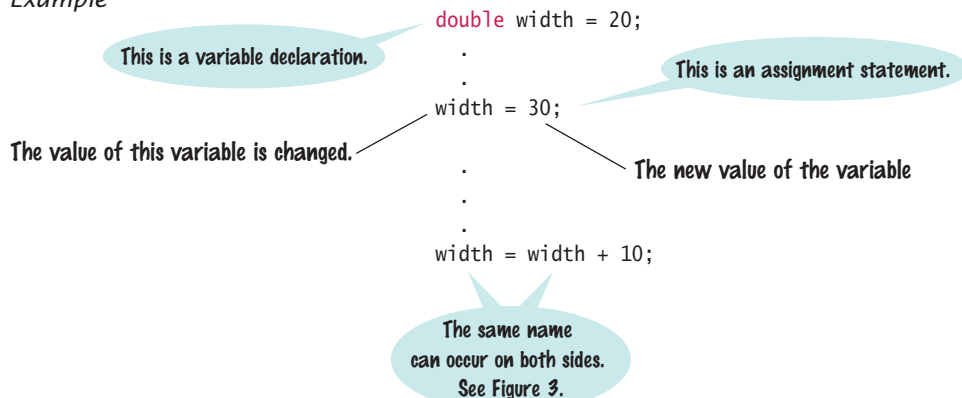 Example
double width = 20;
This is a variable declaration.
.
.
This is an assignment statement.
width = 30;
The value of this variable is changed.
The new value of the variable
.
.
.
width = width + 10;
The same name
can occur on both sides.
See Figure 3.